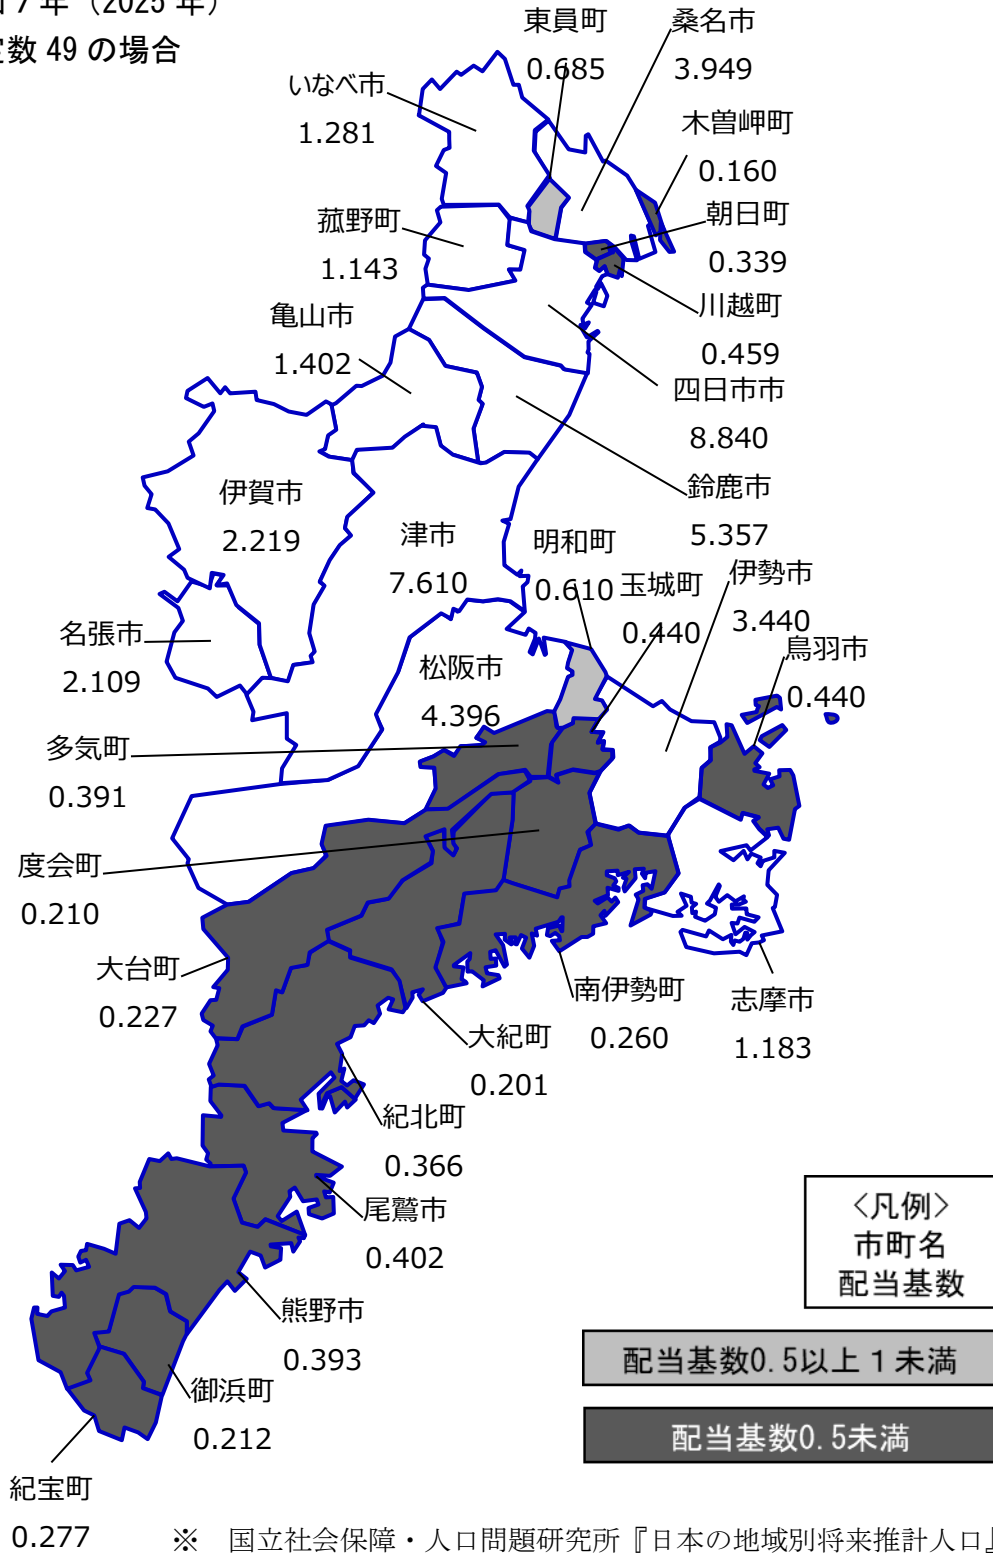 7 年（2025 年）
定数 49 の場合
東員町
0.685
桑名市
3.949
いなべ市
1.281
木曽岬町
0.160
菰野町
1.143
朝日町
0.339
亀山市
1.402
川越町
0.459
四日市市
8.840
伊賀市
2.219
鈴鹿市
5.357
津市
7.610
明和町
0.610
玉城町
0.440
伊勢市
3.440
名張市
2.109
松阪市
4.396
鳥羽市
0.440
多気町
0.391
度会町
0.210
大台町
0.227
南伊勢町
0.260
志摩市
1.183
大紀町
0.201
紀北町
0.366
尾鷲市
0.402
熊野市
0.393
御浜町
0.212
紀宝町
0.277
〈凡例〉
市町名
配当基数
配当基数0.5以上１未満
配当基数0.5未満
※　国立社会保障・人口問題研究所『日本の地域別将来推計人口』